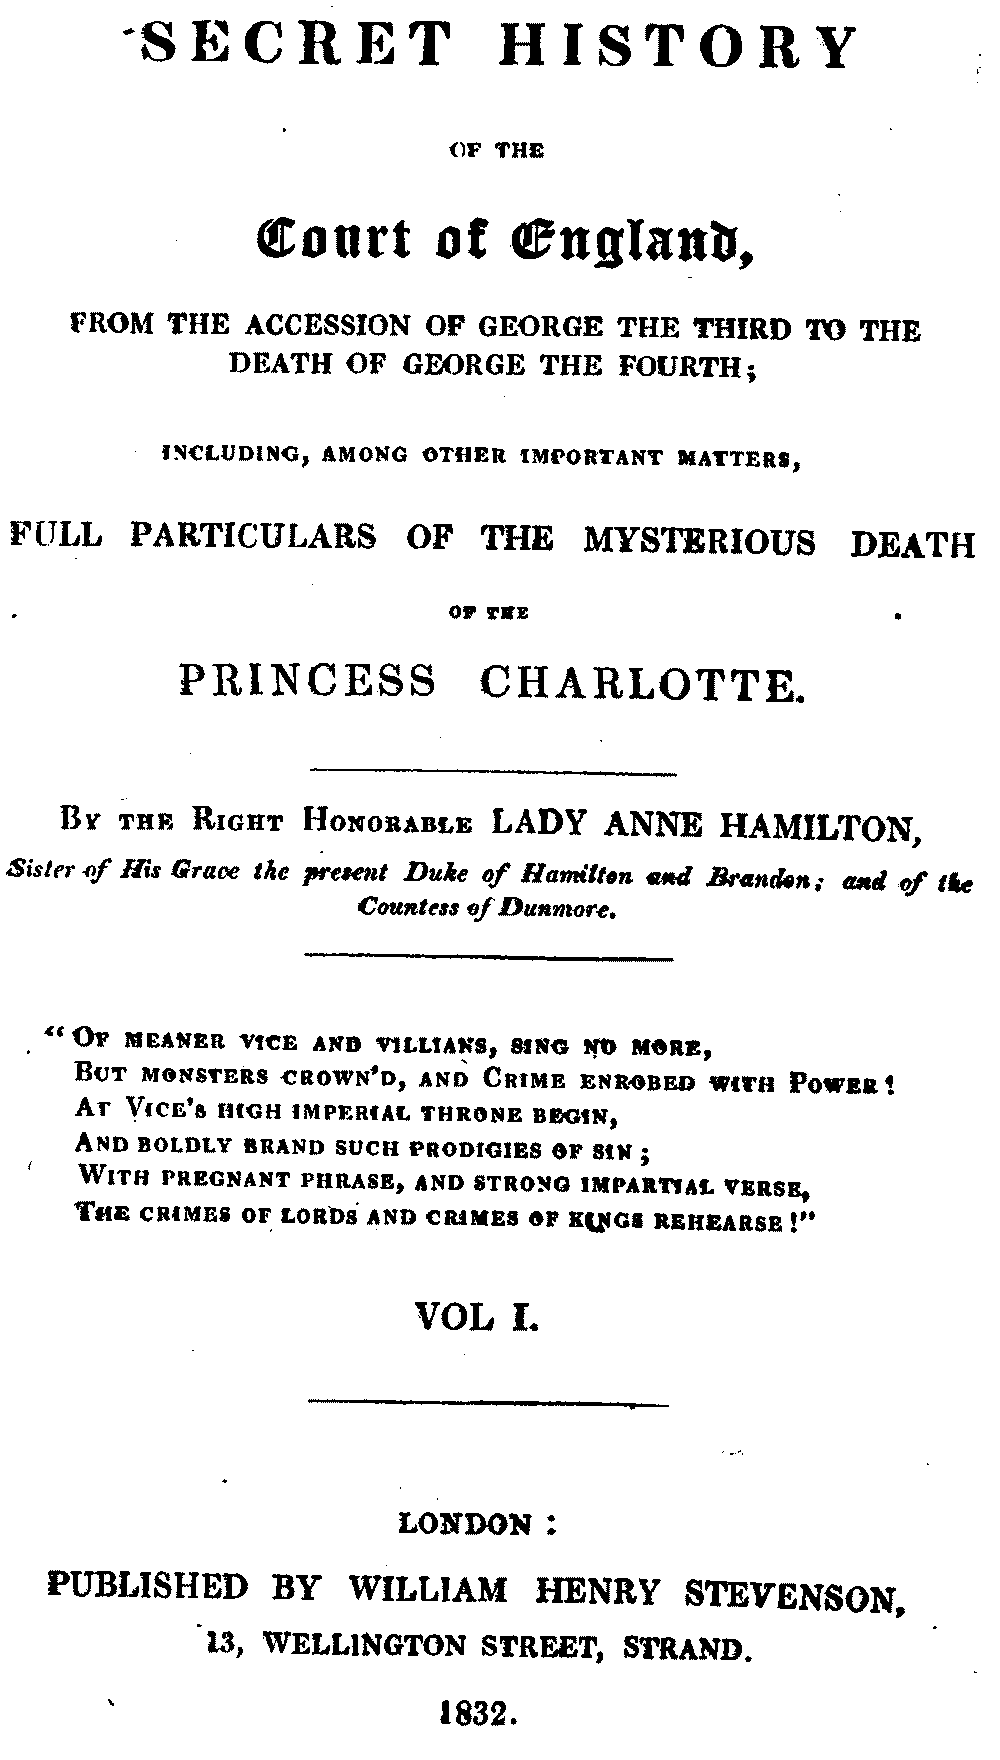 SECRET HISTORY
OF THE
Court of England,
FROM THE ACCESSION OF GEORGE THE THIRD TO THE
DEATH OF GEORGE THE FOURTH;
INCLUDING, AMONG OTHER IMPORTANT MATTERS,
FULL PARTICULARS OF THE MYSTERIOUS DEATH
OF THE
PRINCESS CHARLOTTE.
BY THE RIGHT HONORABLE LADY ANNE HAMILTON,
Sister of His Grace the present Duke of Hamilton and Brandon; and of the
Countess of Dunmore.
"OF MEANER VICE AND VILLIANS, SING NO MORE,
BUT MONSTERS CROWN'D, AND CRIME ENROBED WITH POWER!
AT VICE'S HIGH IMPERIAL THRONE BEGIN,
AND BOLDLY BRAND SUCH PRODIGIES OF SIN;
WITH PREGNANT PHRASE, AND STRONG IMPARTIAL VERSE,
THE CRIMES OF LORDS AND CRIMES OF KINGS REHEARSE!"
VOL I.
LONDON:
PUBLISHED BY WILLIAM HENRY STEVENSON,
13, WELLINGTON STREET, STRAND.
1832.